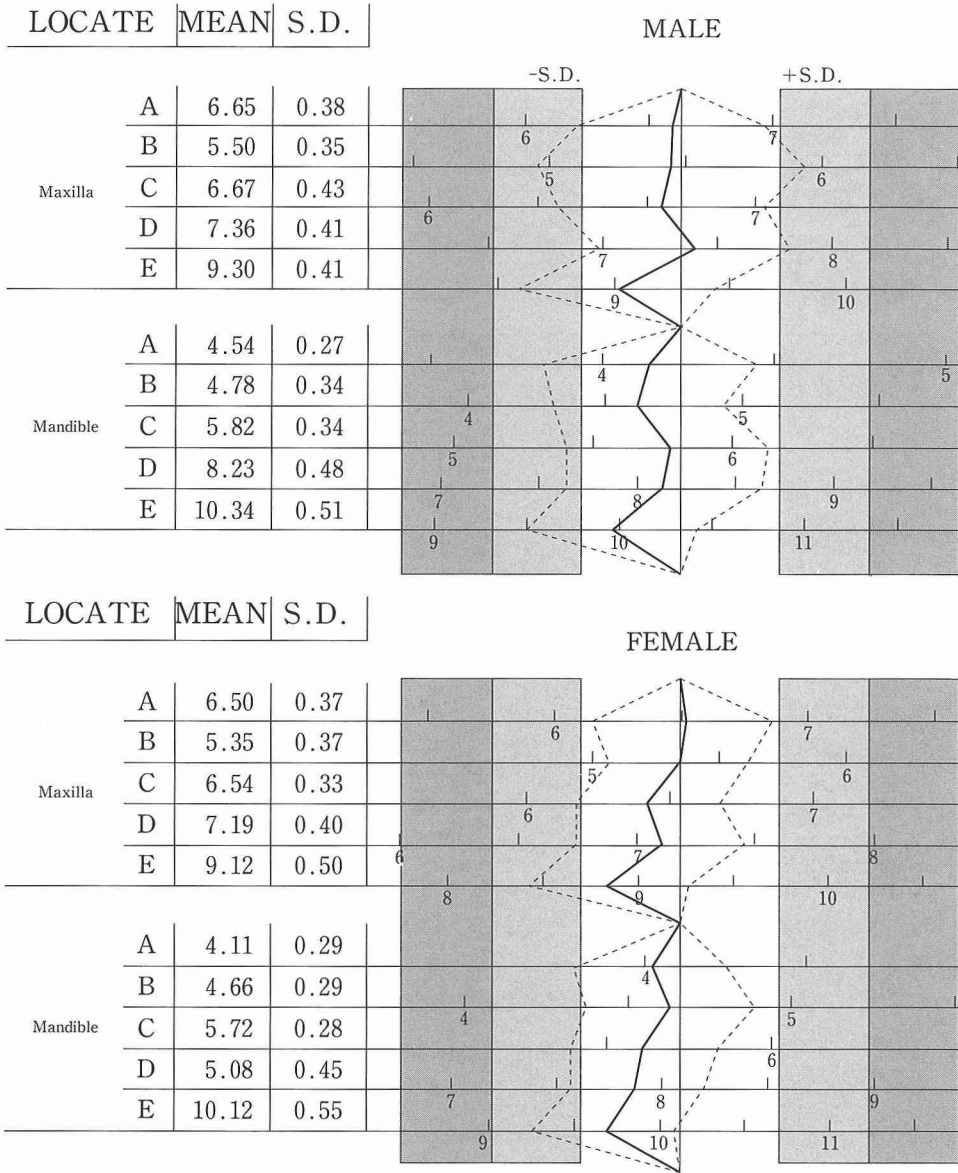 LOCATE MEAN S.D.
MALE
-S.D. +S.D.
A 6.65 0.38
6 7
B 5.50 0.35
5 6
Maxilla C 6.67 0.43
6 7
D 7.36 0.41
7 8
E 9.30 0.41
9 10
A 4.54 0.27
4 5
B 4.78 0.34
4 5
Mandible C 5.82 0.34
5 6
D 8.23 0.48
7 8 9
E 10.34 0.51
9 10 11
LOCATE MEAN S.D.
FEMALE
A 6.50 0.37
6 7
B 5.35 0.37
5 6
Maxilla C 6.54 0.33
6 7
D 7.19 0.40
6 7 8
E 9.12 0.50
8 9 10
A 4.11 0.29
4
B 4.66 0.29
4 5
Mandible C 5.72 0.28
6
D 5.08 0.45
7 8 9
E 10.12 0.55
9 10 11